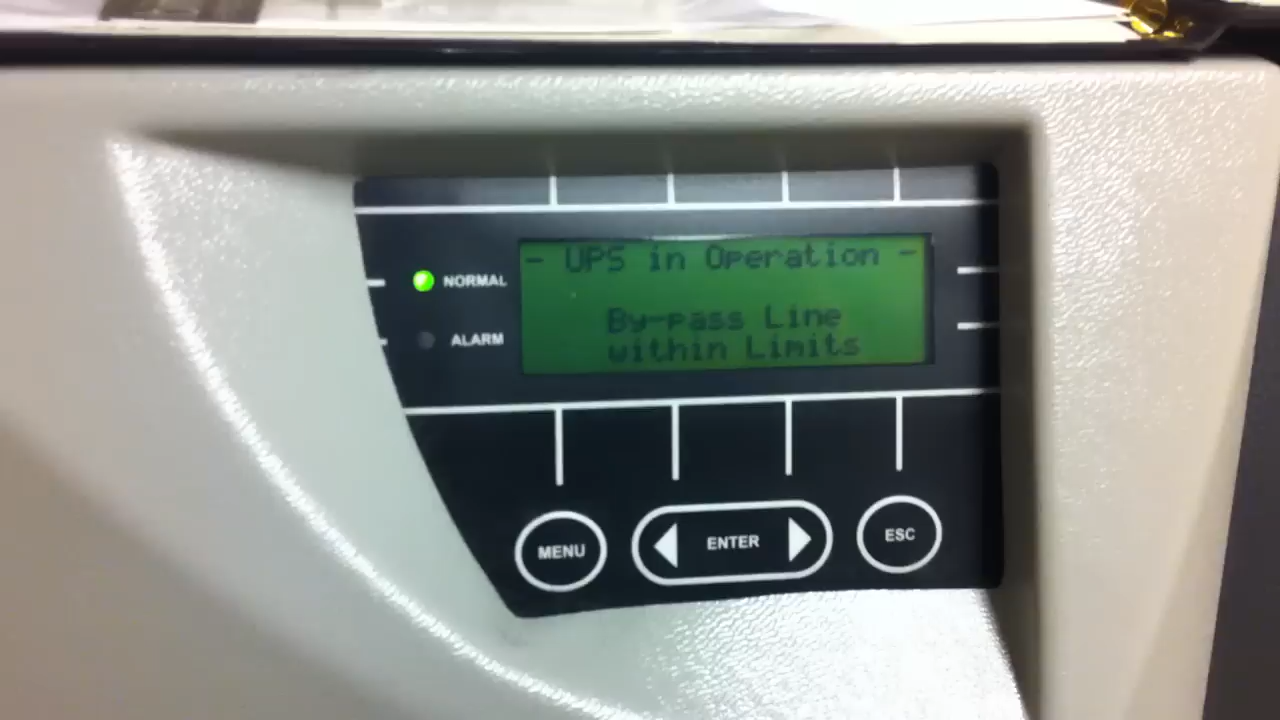 - UPS in Operation -
NORMAL
By-pass Line
ALARM
within Limits
MENU
ENTER
ESC